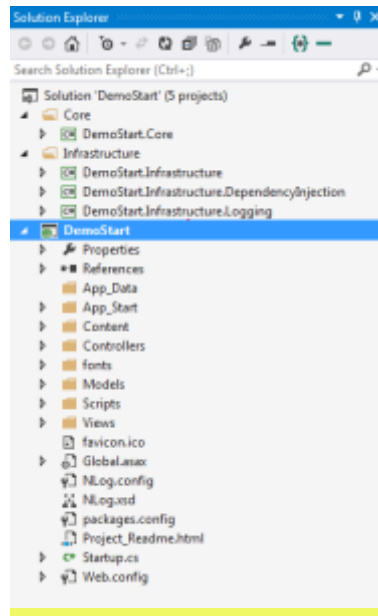 Solution Explorer
Search Solution Explorer (Ctrl+;)
Solution 'DemoStart' (5 projects)
Core
DemoStart.Core
Infrastructure
DemoStart.Infrastructure
DemoStart.Infrastructure.DependencyInjection
DemoStart.Infrastructure.Logging
DemoStart
Properties
References
App_Data
App_Start
Content
Controllers
fonts
Models
Scripts
Views
favicon.ico
Global.asax
NLog.config
NLog.xsd
packages.config
Project_Readme.html
Startup.cs
Web.config